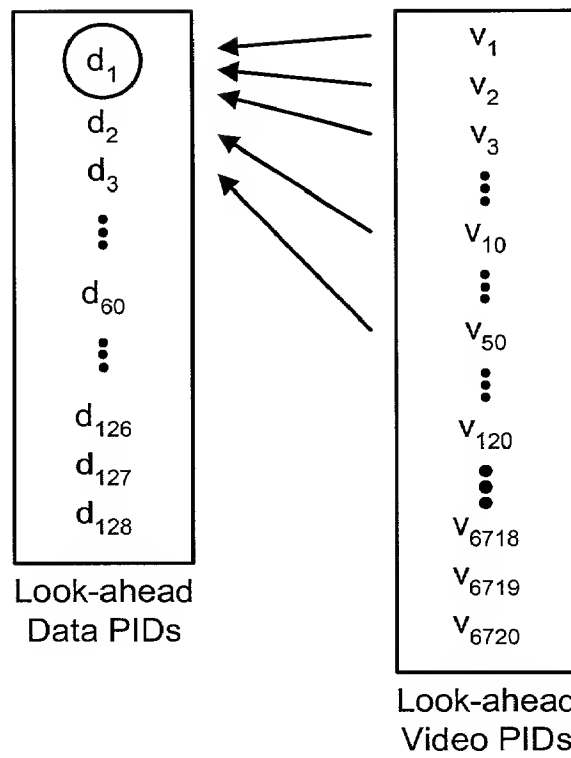 d₁
d₂
d₃
d₆₀
d₁₂₆
d₁₂₇
d₁₂₈
Look-ahead
Data PIDs
v₁
v₂
v₃
v₁₀
v₅₀
v₁₂₀
v₆₇₁₈
v₆₇₁₉
v₆₇₂₀
Look-ahead
Video PIDs